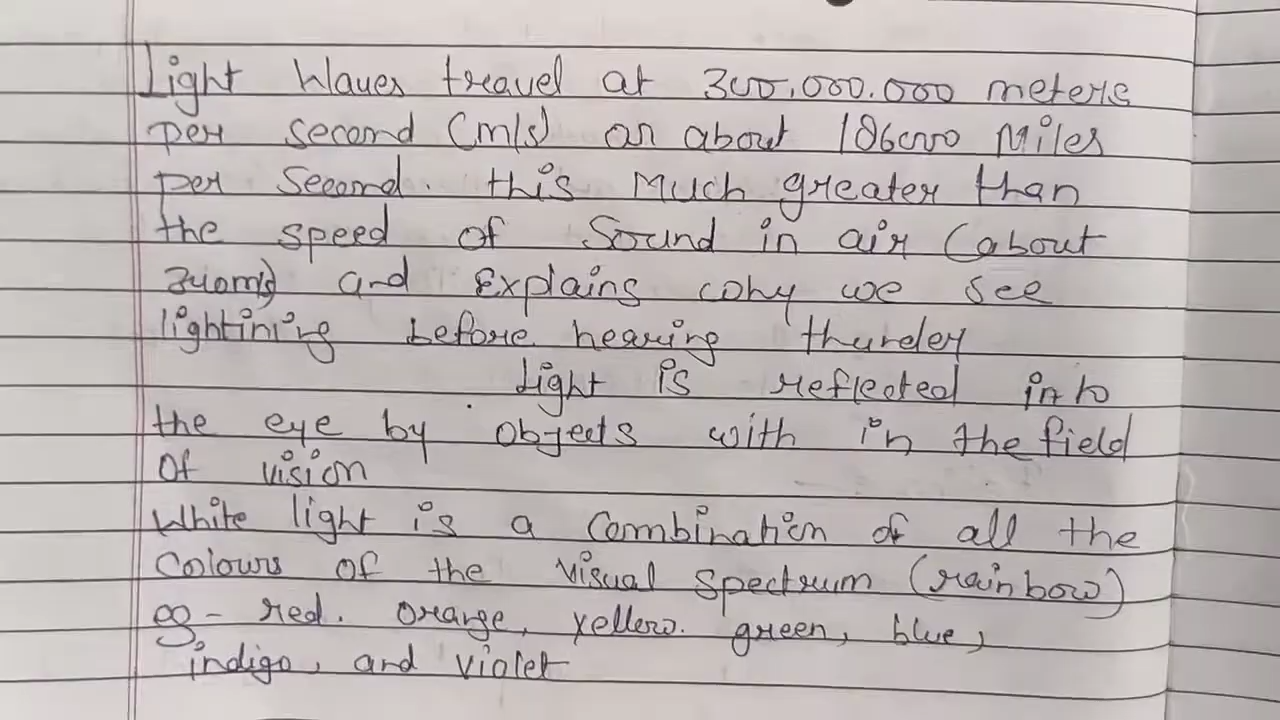 Light Waves travel at 300.000.000 meters
per second (m/s) or about 186000 Miles
per Second. this Much greater than
the speed of Sound in air (about
340m/s) and Explains why we see
lightining before hearing thunder
Light is reflected into
the eye by objects with in the field
Of vision
White light is a Combination of all the
Colours of the visual spectrum (rainbow)
eg - red. orange, yellow. green, blue,
indigo, and violet